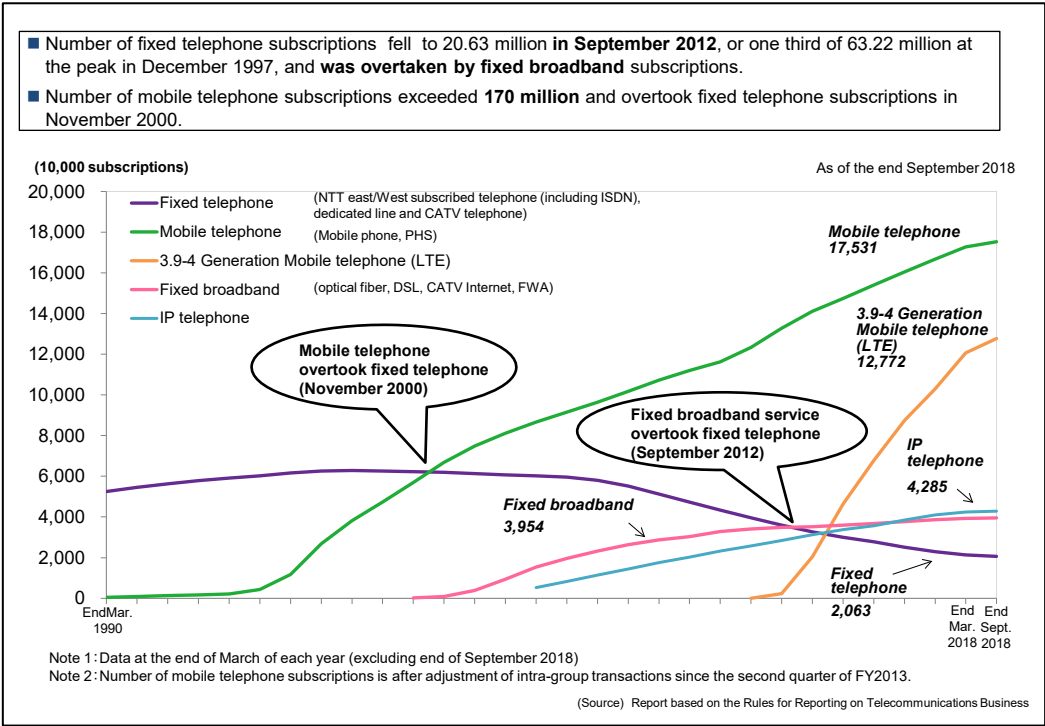 ■ Number of fixed telephone subscriptions fell to 20.63 million in September 2012, or one third of 63.22 million at
the peak in December 1997, and was overtaken by fixed broadband subscriptions.
■ Number of mobile telephone subscriptions exceeded 170 million and overtook fixed telephone subscriptions in
November 2000.
(10,000 subscriptions)
As of the end September 2018
20,000
18,000
16,000
14,000
12,000
10,000
8,000
6,000
4,000
2,000
0
Fixed telephone
(NTT east/West subscribed telephone (including ISDN),
dedicated line and CATV telephone)
Mobile telephone
(Mobile phone, PHS)
3.9-4 Generation Mobile telephone (LTE)
Fixed broadband
(optical fiber, DSL, CATV Internet, FWA)
IP telephone
Mobile telephone
17,531
3.9-4 Generation
Mobile telephone
(LTE)
12,772
Mobile telephone
overtook fixed telephone
(November 2000)
Fixed broadband service
overtook fixed telephone
(September 2012)
IP
telephone
4,285
Fixed broadband
3,954
Fixed
telephone
2,063
EndMar.
1990
End
Mar.
2018
End
Sept.
2018
Note 1：Data at the end of March of each year (excluding end of September 2018)
Note 2：Number of mobile telephone subscriptions is after adjustment of intra-group transactions since the second quarter of FY2013.
(Source) Report based on the Rules for Reporting on Telecommunications Business